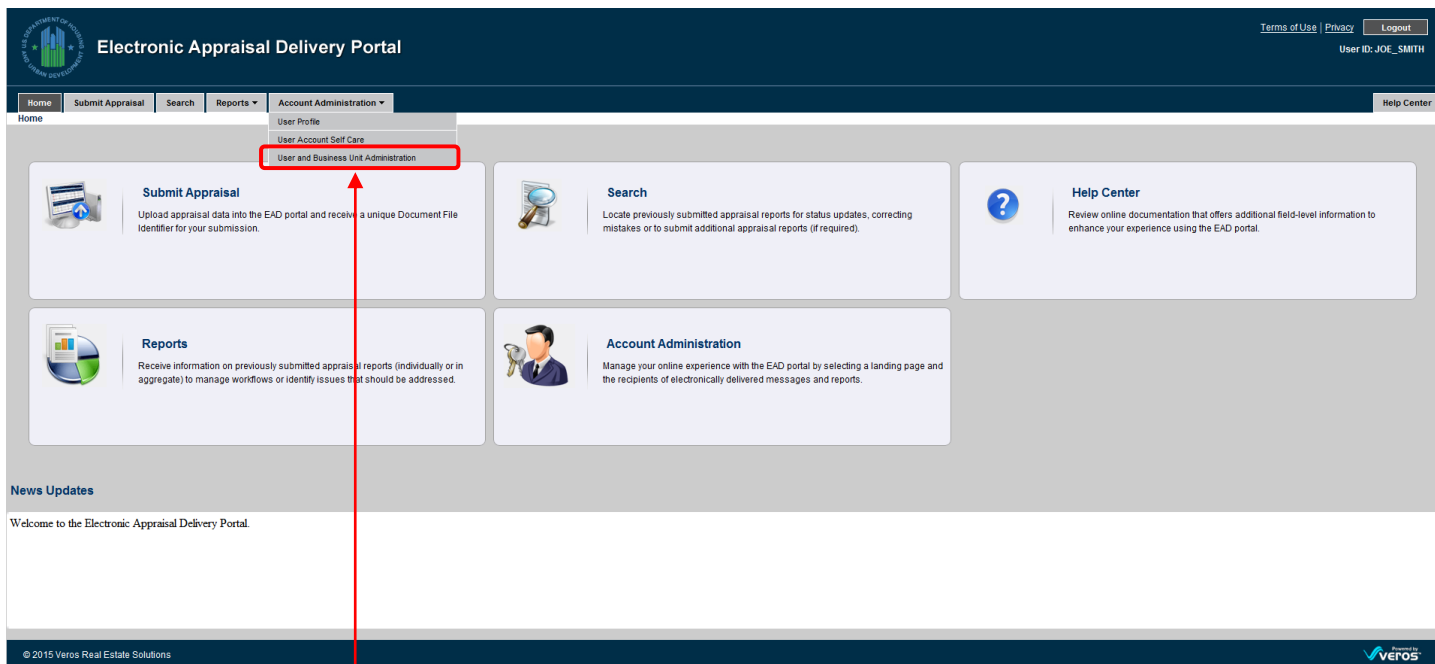 U.S. DEPARTMENT OF HOUSING
AND URBAN DEVELOPMENT
Electronic Appraisal Delivery Portal
Terms of Use | Privacy Logout
User ID: JOE_SMITH
Home Submit Appraisal Search Reports Account Administration Help Center
Home
User Profile
User Account Self Care
User and Business Unit Administration
Submit Appraisal
Upload appraisal data into the EAD portal and receive a unique Document File
Identifier for your submission.
Search
Locate previously submitted appraisal reports for status updates, correcting
mistakes or to submit additional appraisal reports (if required).
Help Center
Review online documentation that offers additional field-level information to
enhance your experience using the EAD portal.
Reports
Receive information on previously submitted appraisal reports (individually or in
aggregate) to manage workflows or identify issues that should be addressed.
Account Administration
Manage your online experience with the EAD portal by selecting a landing page and
the recipients of electronically delivered messages and reports.
News Updates
Welcome to the Electronic Appraisal Delivery Portal.
© 2015 Veros Real Estate Solutions
Powered by
veros